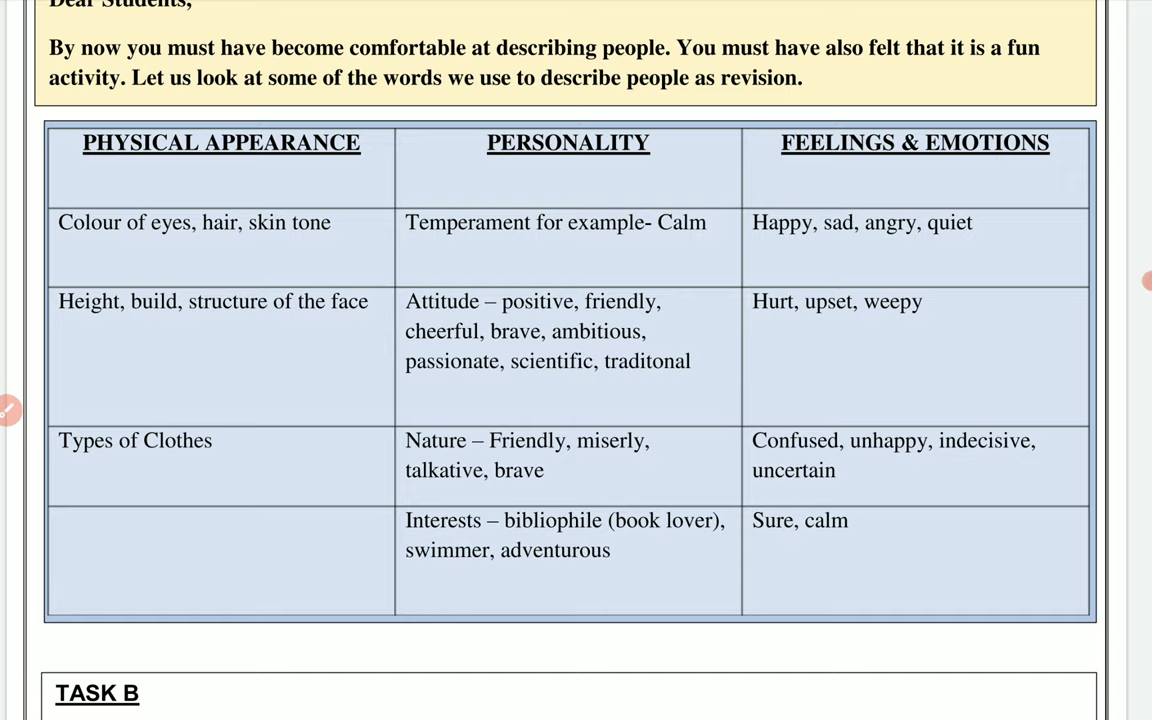 Dear Students,
By now you must have become comfortable at describing people. You must have also felt that it is a fun
activity. Let us look at some of the words we use to describe people as revision.
PHYSICAL APPEARANCE
PERSONALITY
FEELINGS & EMOTIONS
Colour of eyes, hair, skin tone
Temperament for example- Calm
Happy, sad, angry, quiet
Height, build, structure of the face
Attitude – positive, friendly,
cheerful, brave, ambitious,
passionate, scientific, traditonal
Hurt, upset, weepy
Types of Clothes
Nature – Friendly, miserly,
talkative, brave
Confused, unhappy, indecisive,
uncertain
Interests – bibliophile (book lover),
swimmer, adventurous
Sure, calm
TASK B